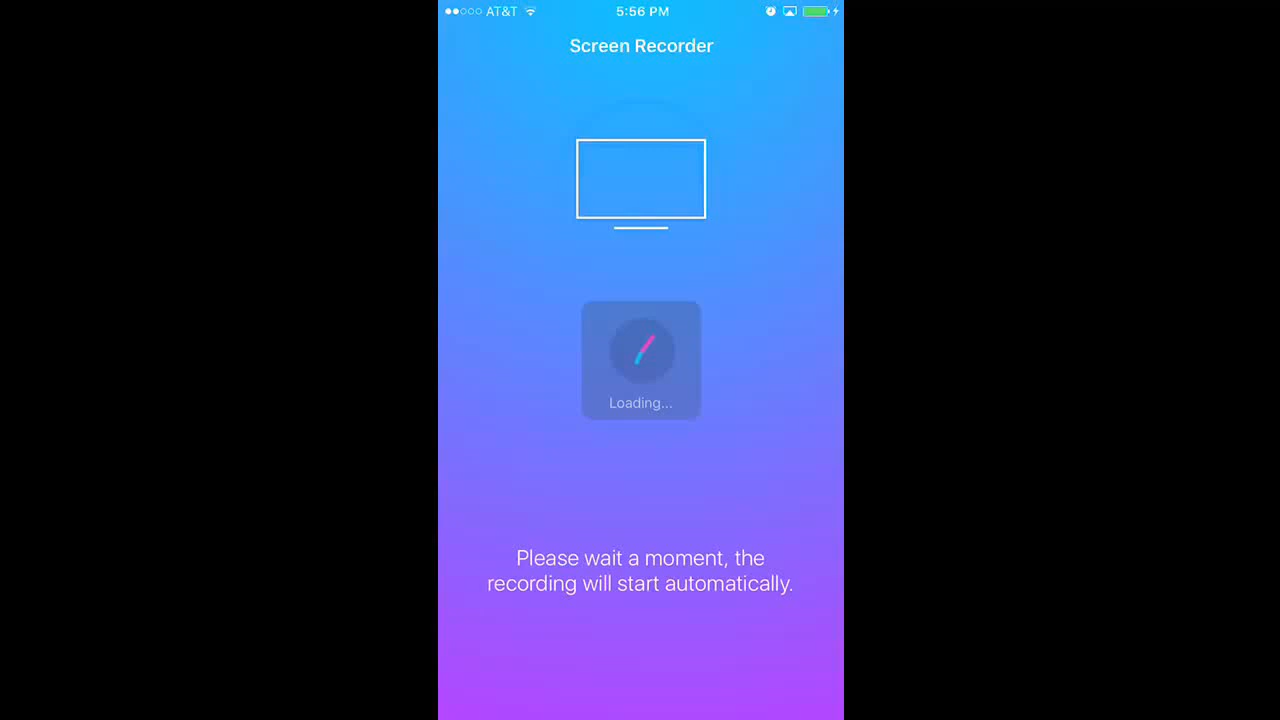 AT&T 5:56 PM
Screen Recorder
Loading...
Please wait a moment, the
recording will start automatically.